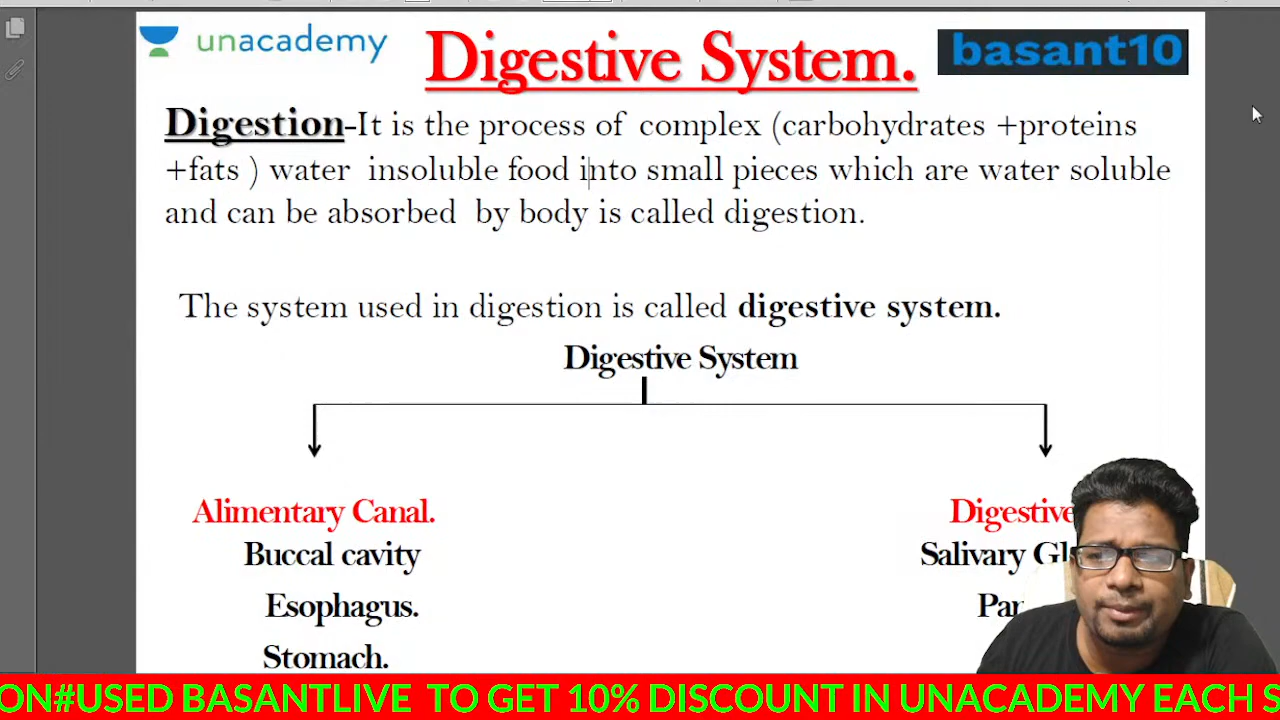 unacademy
Digestive System.
basant10
Digestion-It is the process of complex (carbohydrates +proteins
+fats ) water insoluble food into small pieces which are water soluble
and can be absorbed by body is called digestion.
The system used in digestion is called digestive system.
Digestive System
Alimentary Canal.
Digestive
Buccal cavity
Salivary
Esophagus.
Stomach.
ON#USED BASANTLIVE TO GET 10% DISCOUNT IN UNACADEMY EACH S